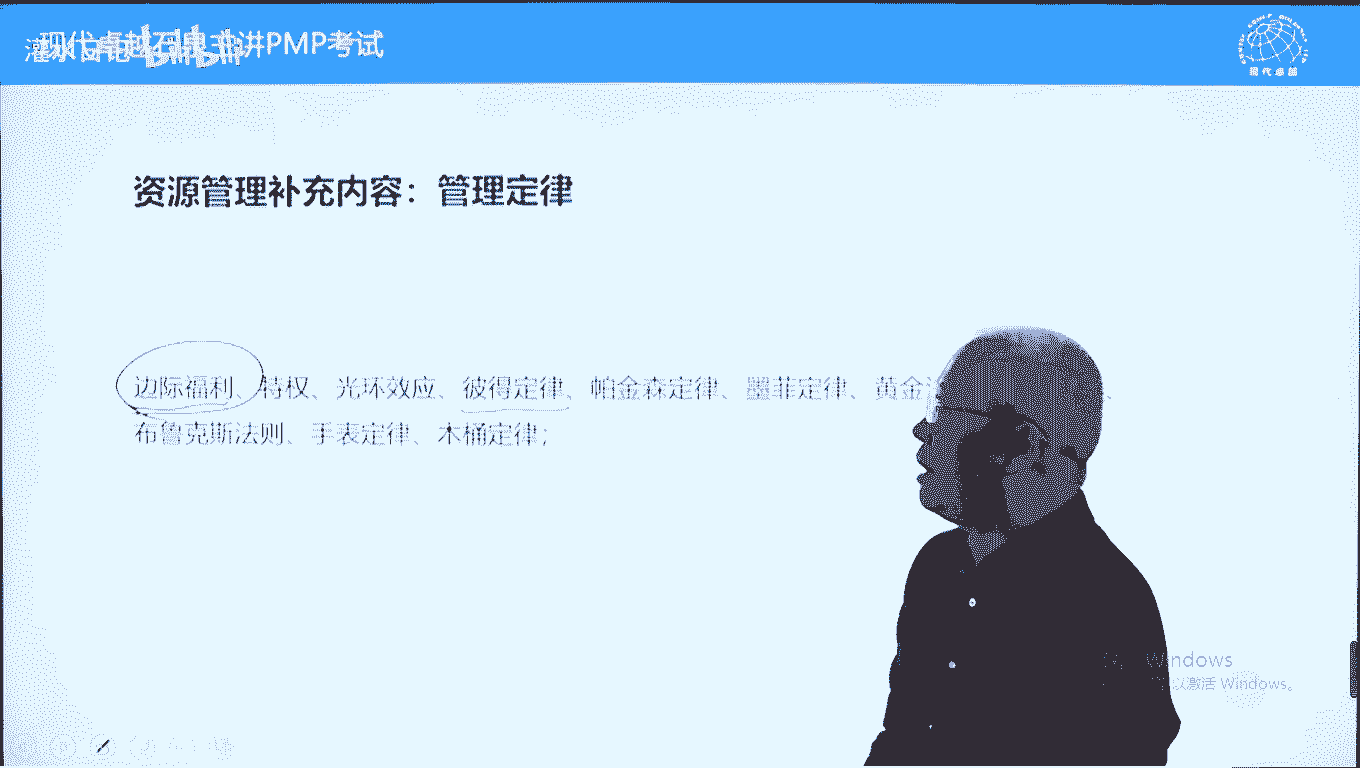 现代卓越石泉主讲PMP考试
bilibili
现代卓越
资源管理补充内容：管理定律
边际福利、特权、光环效应、彼得定律、帕金森定律、墨菲定律、黄金
布鲁克斯法则、手表定律、木桶定律；
Windows
以激活 Windows。